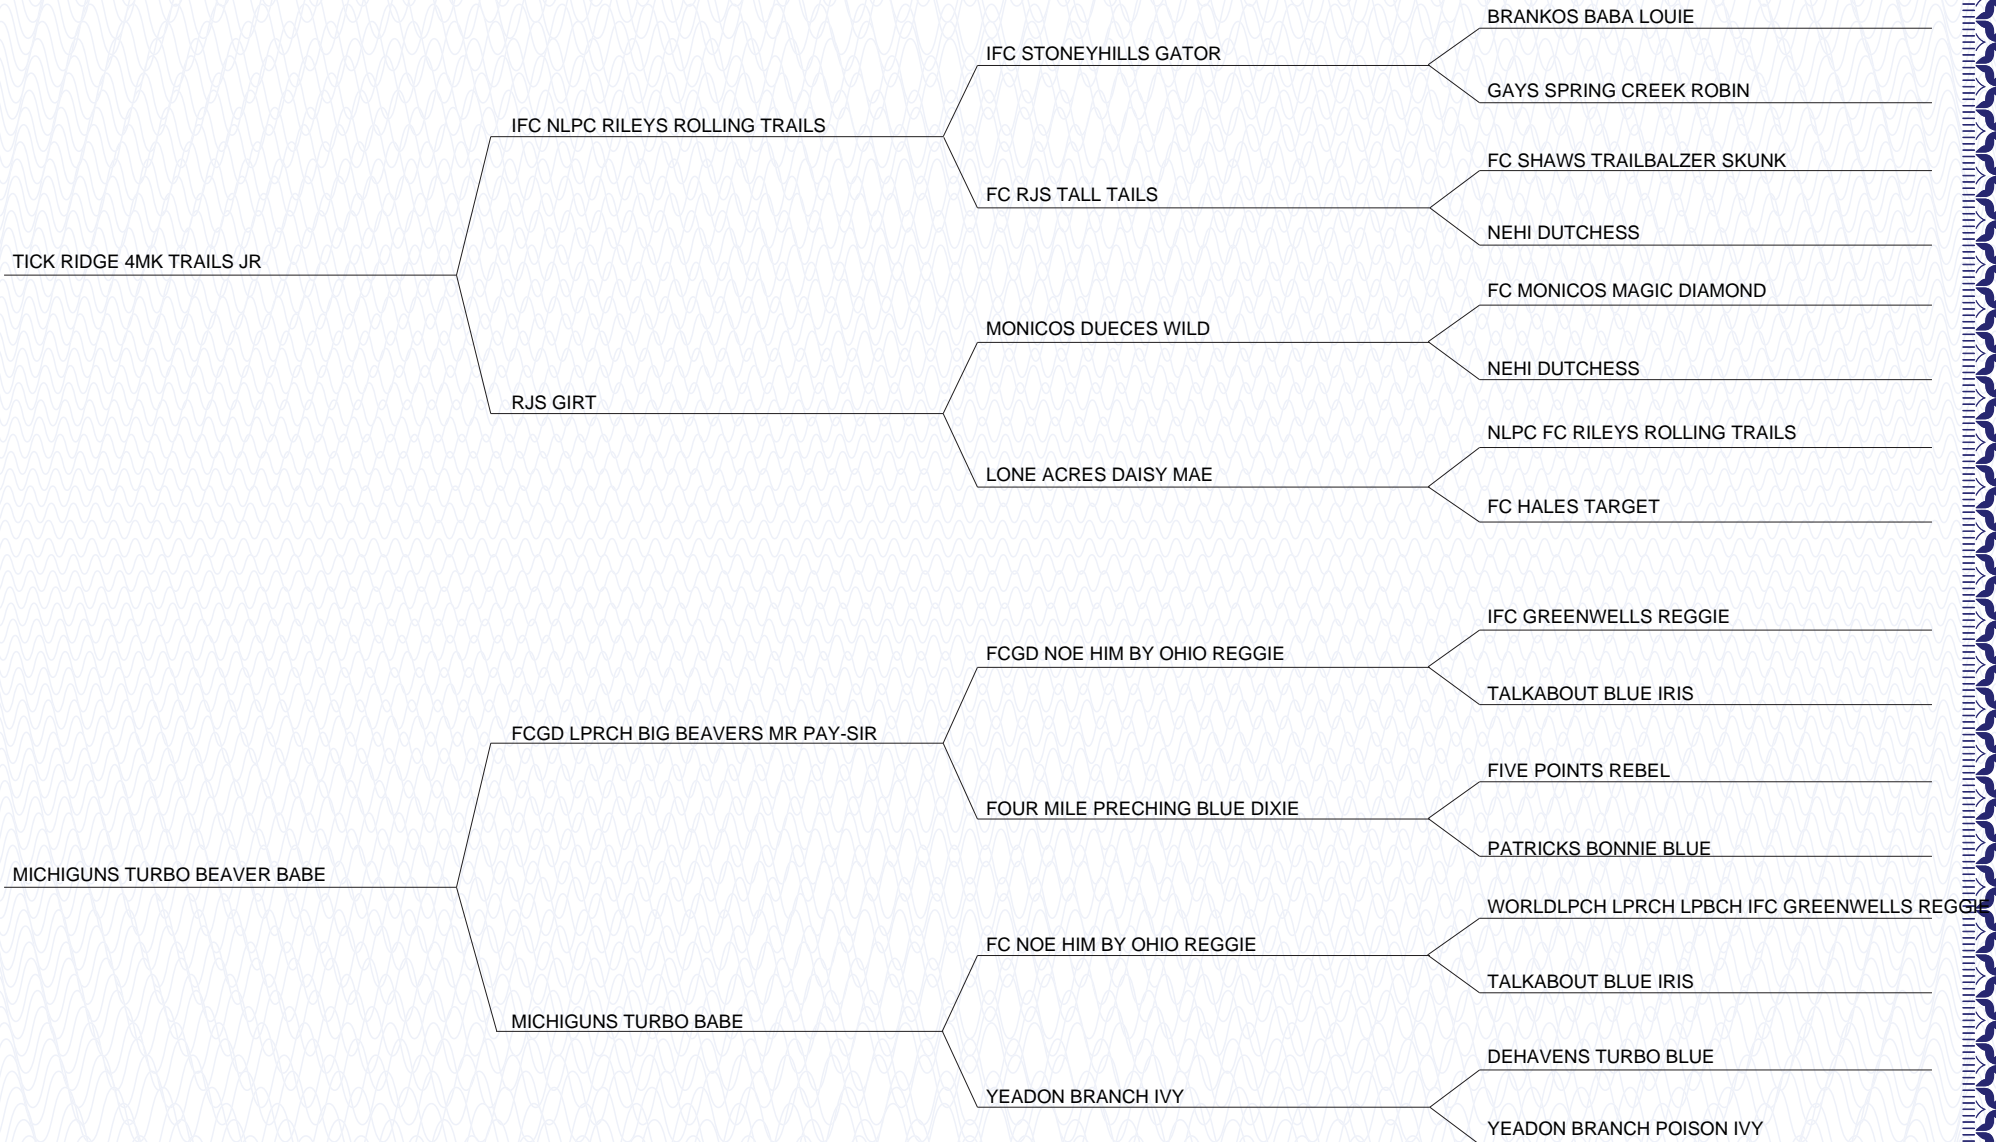 BRANKOS BABA LOUIE
IFC STONEYHILLS GATOR
GAYS SPRING CREEK ROBIN
IFC NLPC RILEYS ROLLING TRAILS
FC SHAWS TRAILBALZER SKUNK
FC RJS TALL TAILS
NEHI DUTCHESS
TICK RIDGE 4MK TRAILS JR
FC MONICOS MAGIC DIAMOND
MONICOS DUECES WILD
NEHI DUTCHESS
RJS GIRT
NLPC FC RILEYS ROLLING TRAILS
LONE ACRES DAISY MAE
FC HALES TARGET
IFC GREENWELLS REGGIE
FCGD NOE HIM BY OHIO REGGIE
TALKABOUT BLUE IRIS
FCGD LPRCH BIG BEAVERS MR PAY-SIR
FIVE POINTS REBEL
FOUR MILE PRECHING BLUE DIXIE
PATRICKS BONNIE BLUE
MICHIGUNS TURBO BEAVER BABE
WORLDLPCH LPRCH LPBCH IFC GREENWELLS REGGIE
FC NOE HIM BY OHIO REGGIE
TALKABOUT BLUE IRIS
MICHIGUNS TURBO BABE
DEHAVENS TURBO BLUE
YEADON BRANCH IVY
YEADON BRANCH POISON IVY